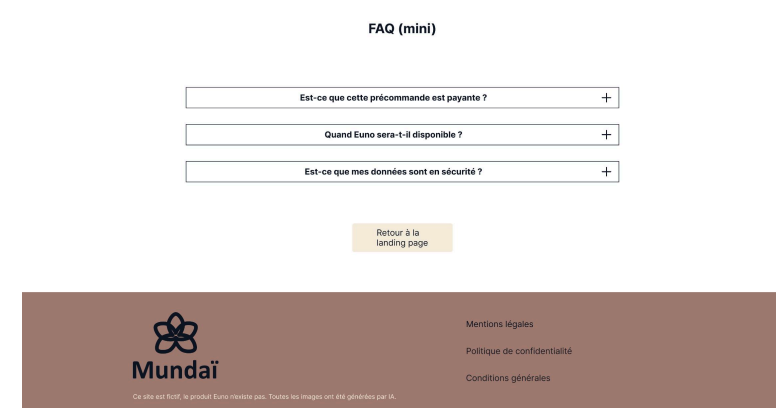 FAQ (mini)
Est-ce que cette précommande est payante ?
Quand Euno sera-t-il disponible ?
Est-ce que mes données sont en sécurité ?
Retour à la
landing page
Mundaï
Ce site est fictif, le produit Euno n'existe pas. Toutes les images ont été générées par IA.
Mentions légales
Politique de confidentialité
Conditions générales